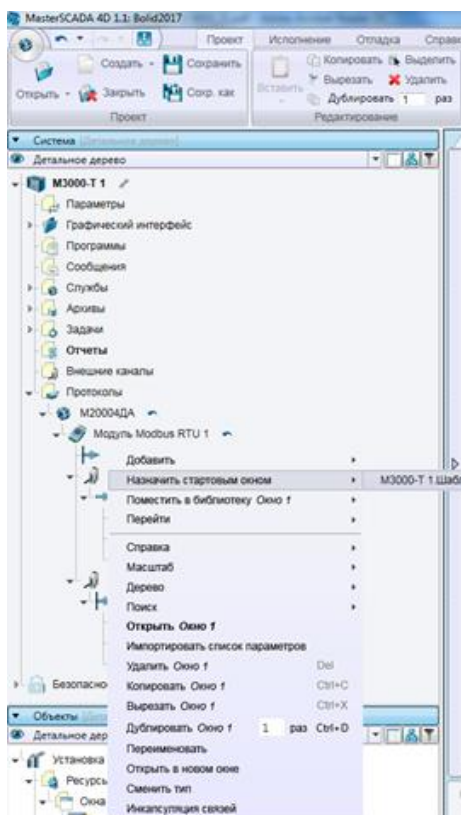 MasterSCADA 4D 1.1: Bolid2017
Проект Исполнение Отладка Справ
Создать Сохранить
Открыть Закрыть Сохр. как
Проект
Вставить
Копировать Выделить
Вырезать Удалить
Дублировать 1 раз
Редактирование
Система
Детальное дерево
М3000-Т 1
Параметры
Графический интерфейс
Программы
Сообщения
Службы
Архивы
Задачи
Отчеты
Внешние каналы
Протоколы
М20004ДА
Модуль Modbus RTU 1
Добавить
Назначить стартовым окном М3000-Т 1.Шабл
Поместить в библиотеку Окно 1
Перейти
Справка
Масштаб
Дерево
Поиск
Открыть Окно 1
Импортировать список параметров
Удалить Окно 1 Del
Копировать Окно 1 Ctrl+C
Вырезать Окно 1 Ctrl+X
Дублировать Окно 1 1 раз Ctrl+D
Переименовать
Открыть в новом окне
Сменить тип
Инкапсуляция связей
Безопасно
Объекты
Детальное дер
Установка
Ресурсы
Окна